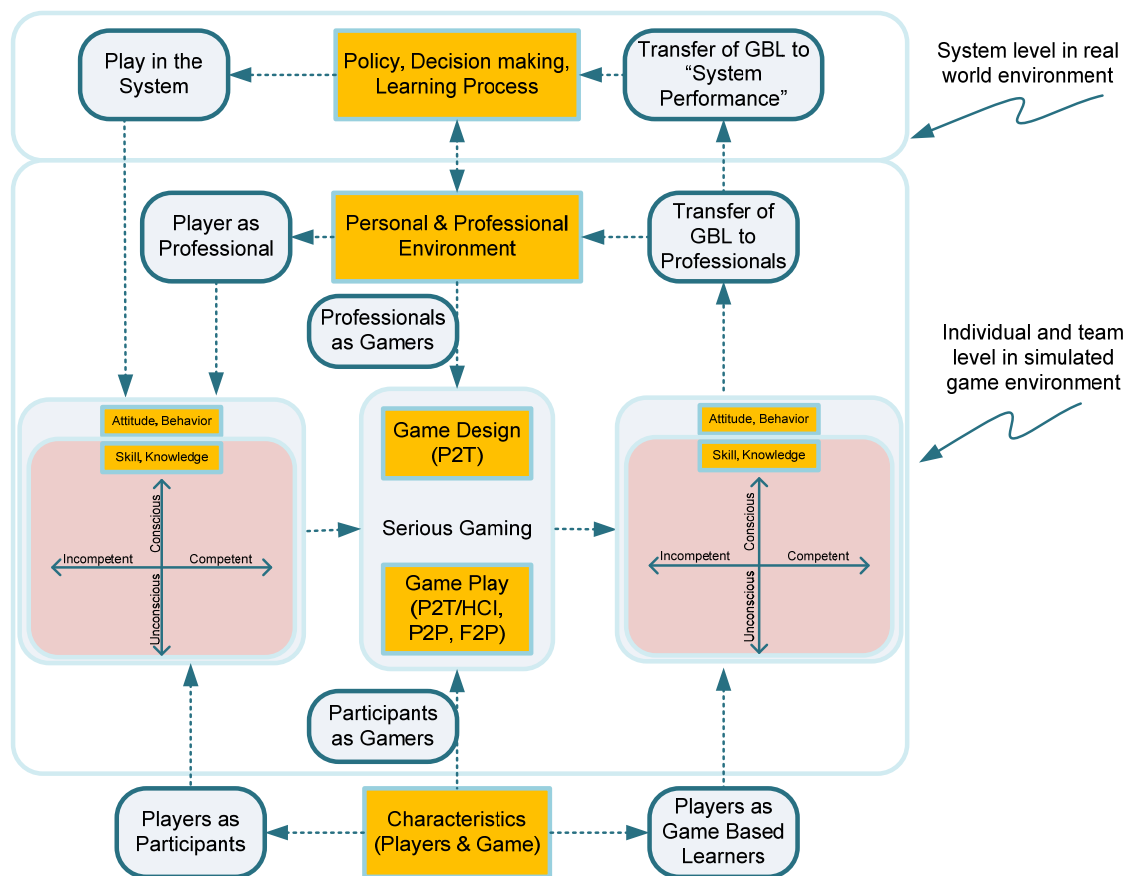 Play in the
System
Policy, Decision making,
Learning Process
Transfer of GBL to
“System
Performance”
System level in real
world environment
Player as
Professional
Personal & Professional
Environment
Transfer of
GBL to
Professionals
Professionals
as Gamers
Individual and team
level in simulated
game environment
Attitude, Behavior
Skill, Knowledge
Conscious
Incompetent
Competent
Unconscious
Game Design
(P2T)
Serious Gaming
Game Play
(P2T/HCI,
P2P, F2P)
Attitude, Behavior
Skill, Knowledge
Conscious
Incompetent
Competent
Unconscious
Participants
as Gamers
Players as
Participants
Characteristics
(Players & Game)
Players as
Game Based
Learners